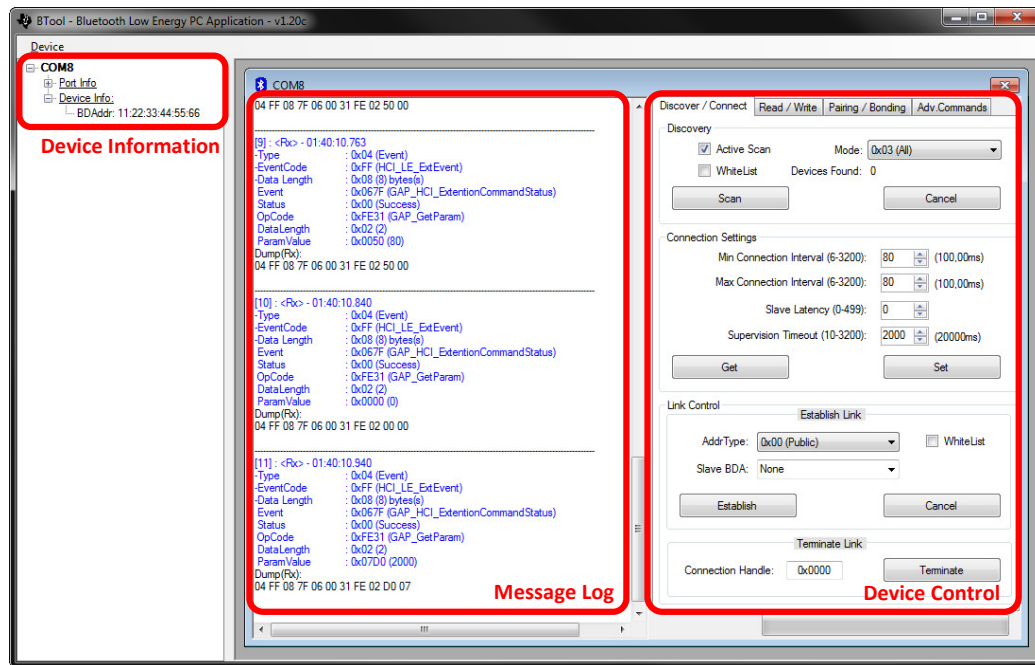 BTool - Bluetooth Low Energy PC Application - v1.20c
Device
COM8
Port Info
Device Info:
BDAddr: 11:22:33:44:55:66
Device Information
COM8
04 FF 08 7F 06 00 31 FE 02 50 00
[9] : <Rx> - 01:40:10.763
-Type : 0x04 (Event)
-EventCode : 0xFF (HCI_LE_ExtEvent)
-Data Length : 0x08 (8) bytes(s)
Event : 0x067F (GAP_HCI_ExtentionCommandStatus)
Status : 0x00 (Success)
OpCode : 0xFE31 (GAP_GetParam)
DataLength : 0x02 (2)
ParamValue : 0x0050 (80)
Dump(Rx):
04 FF 08 7F 06 00 31 FE 02 50 00
[10] : <Rx> - 01:40:10.840
-Type : 0x04 (Event)
-EventCode : 0xFF (HCI_LE_ExtEvent)
-Data Length : 0x08 (8) bytes(s)
Event : 0x067F (GAP_HCI_ExtentionCommandStatus)
Status : 0x00 (Success)
OpCode : 0xFE31 (GAP_GetParam)
DataLength : 0x02 (2)
ParamValue : 0x0000 (0)
Dump(Rx):
04 FF 08 7F 06 00 31 FE 02 00 00
[11] : <Rx> - 01:40:10.940
-Type : 0x04 (Event)
-EventCode : 0xFF (HCI_LE_ExtEvent)
-Data Length : 0x08 (8) bytes(s)
Event : 0x067F (GAP_HCI_ExtentionCommandStatus)
Status : 0x00 (Success)
OpCode : 0xFE31 (GAP_GetParam)
DataLength : 0x02 (2)
ParamValue : 0x07D0 (2000)
Dump(Rx):
04 FF 08 7F 06 00 31 FE 02 D0 07
Message Log
Discover / Connect Read / Write Pairing / Bonding Adv.Commands
Discovery
Active Scan Mode: 0x03 (All)
WhiteList Devices Found: 0
Scan Cancel
Connection Settings
Min Connection Interval (6-3200): 80 (100,00ms)
Max Connection Interval (6-3200): 80 (100,00ms)
Slave Latency (0-499): 0
Supervision Timeout (10-3200): 2000 (20000ms)
Get Set
Link Control
Establish Link
AddrType: 0x00 (Public) WhiteList
Slave BDA: None
Establish Cancel
Terminate Link
Connection Handle: 0x0000 Terminate
Device Control